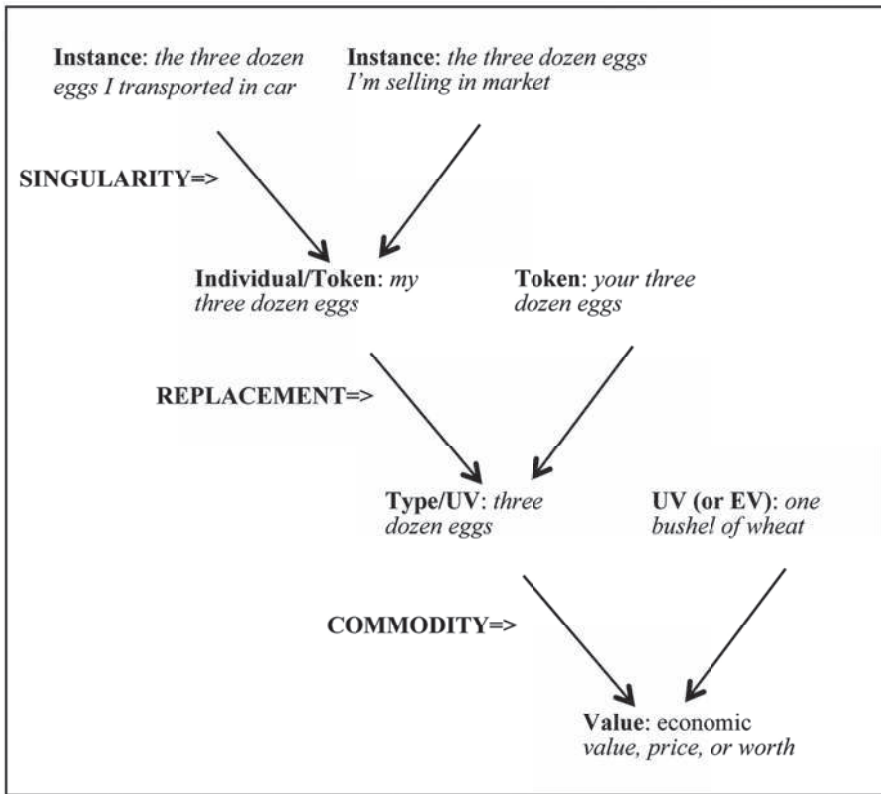 Instance: the three dozen
eggs I transported in car
Instance: the three dozen eggs
I'm selling in market
SINGULARITY=>
Individual/Token: my
three dozen eggs
Token: your three
dozen eggs
REPLACEMENT=>
Type/UV: three
dozen eggs
UV (or EV): one
bushel of wheat
COMMODITY=>
Value: economic
value, price, or worth